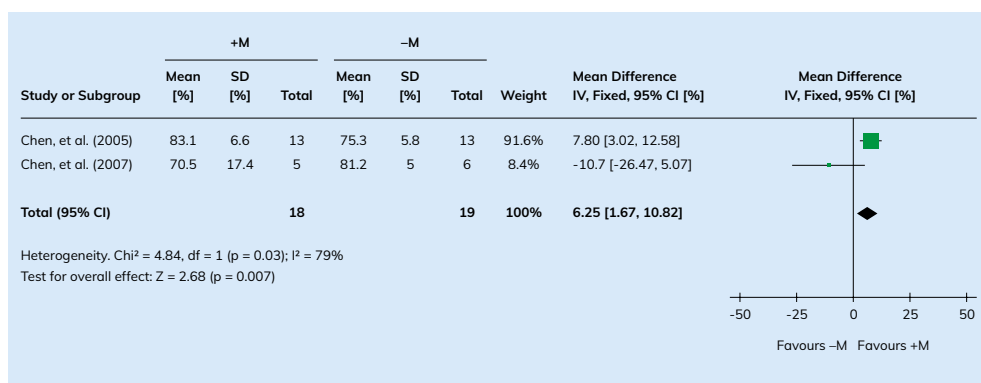 +M –M
Mean SD Mean SD Mean Difference Mean Difference
Study or Subgroup [%] [%] Total [%] [%] Total Weight IV, Fixed, 95% CI [%] IV, Fixed, 95% CI [%]
Chen, et al. (2005) 83.1 6.6 13 75.3 5.8 13 91.6% 7.80 [3.02, 12.58]
Chen, et al. (2007) 70.5 17.4 5 81.2 5 6 8.4% -10.7 [-26.47, 5.07]
Total (95% CI) 18 19 100% 6.25 [1.67, 10.82]
Heterogeneity. Chi² = 4.84, df = 1 (p = 0.03); I² = 79%
Test for overall effect: Z = 2.68 (p = 0.007)
-50 -25 0 25 50
Favours –M Favours +M